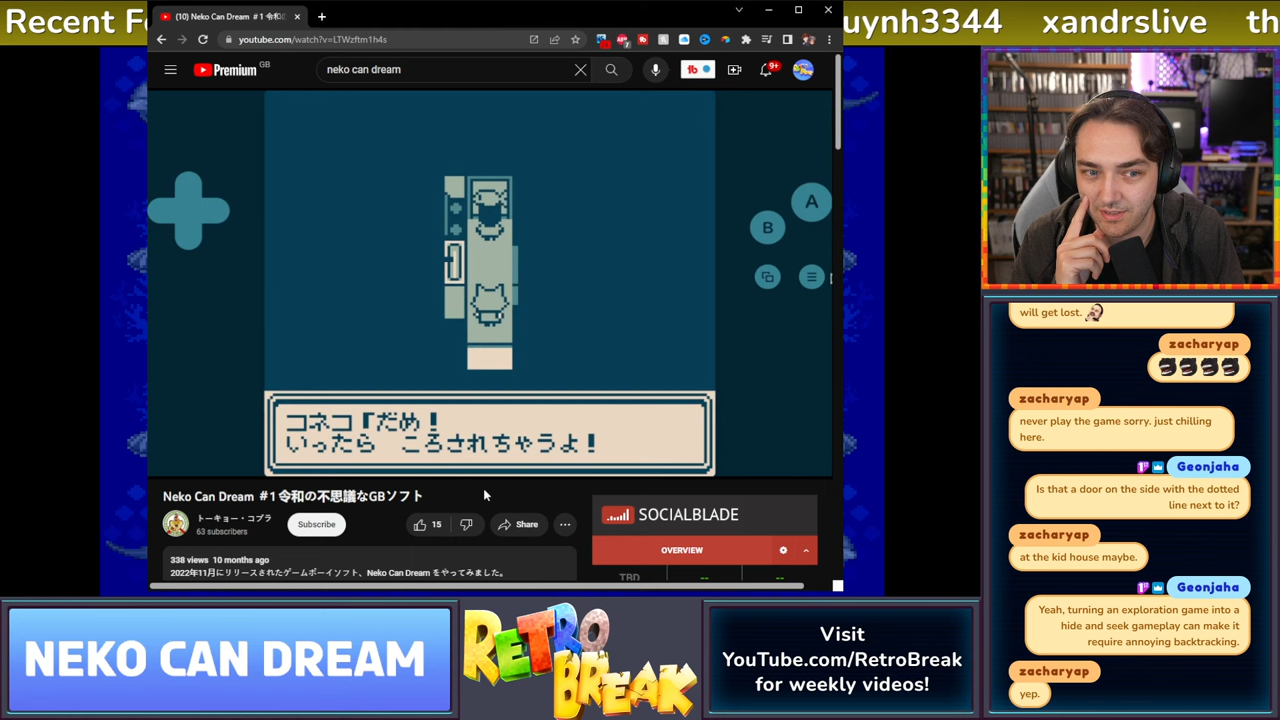 Recent Fo
uynh3344 xandrslive th
(10) Neko Can Dream #1 令和の
youtube.com/watch?v=LTWzftm1h4s
Premium GB
neko can dream
9+
A
B
コネコ「だめ!
いったら ころされちゃうよ!
Neko Can Dream #1 令和の不思議なGBソフト
トーキョー・コブラ
63 subscribers
Subscribe
15
Share
338 views 10 months ago
2022年11月にリリースされたゲームボーイソフト、Neko Can Dream をやってみました。
SOCIALBLADE
OVERVIEW
TBD -- --
will get lost.
zacharyap
zacharyap
never play the game sorry. just chilling
here.
Geonjaha
Is that a door on the side with the dotted
line next to it?
zacharyap
at the kid house maybe.
Geonjaha
Yeah, turning an exploration game into a
hide and seek gameplay can make it
require annoying backtracking.
zacharyap
yep.
NEKO CAN DREAM
RETRO
BREAK
Visit
YouTube.com/RetroBreak
for weekly videos!